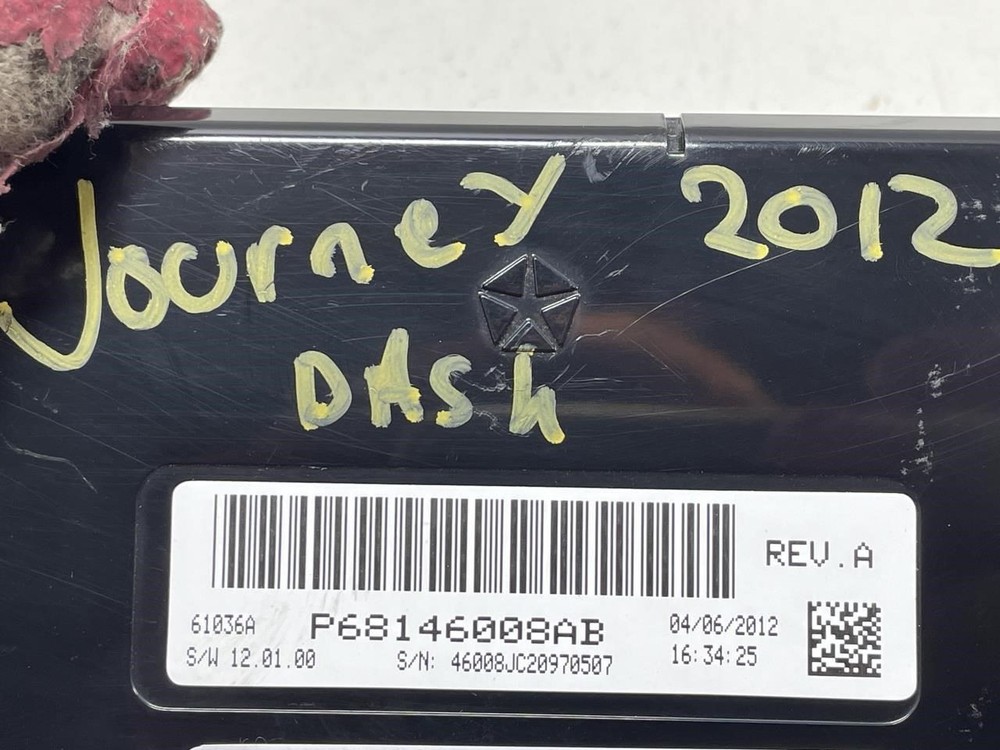 Journey 2012
DASh
REV.A
61036A P68146008AB 04/06/2012
S/W 12.01.00 S/N: 46008JC20970507 16:34:25